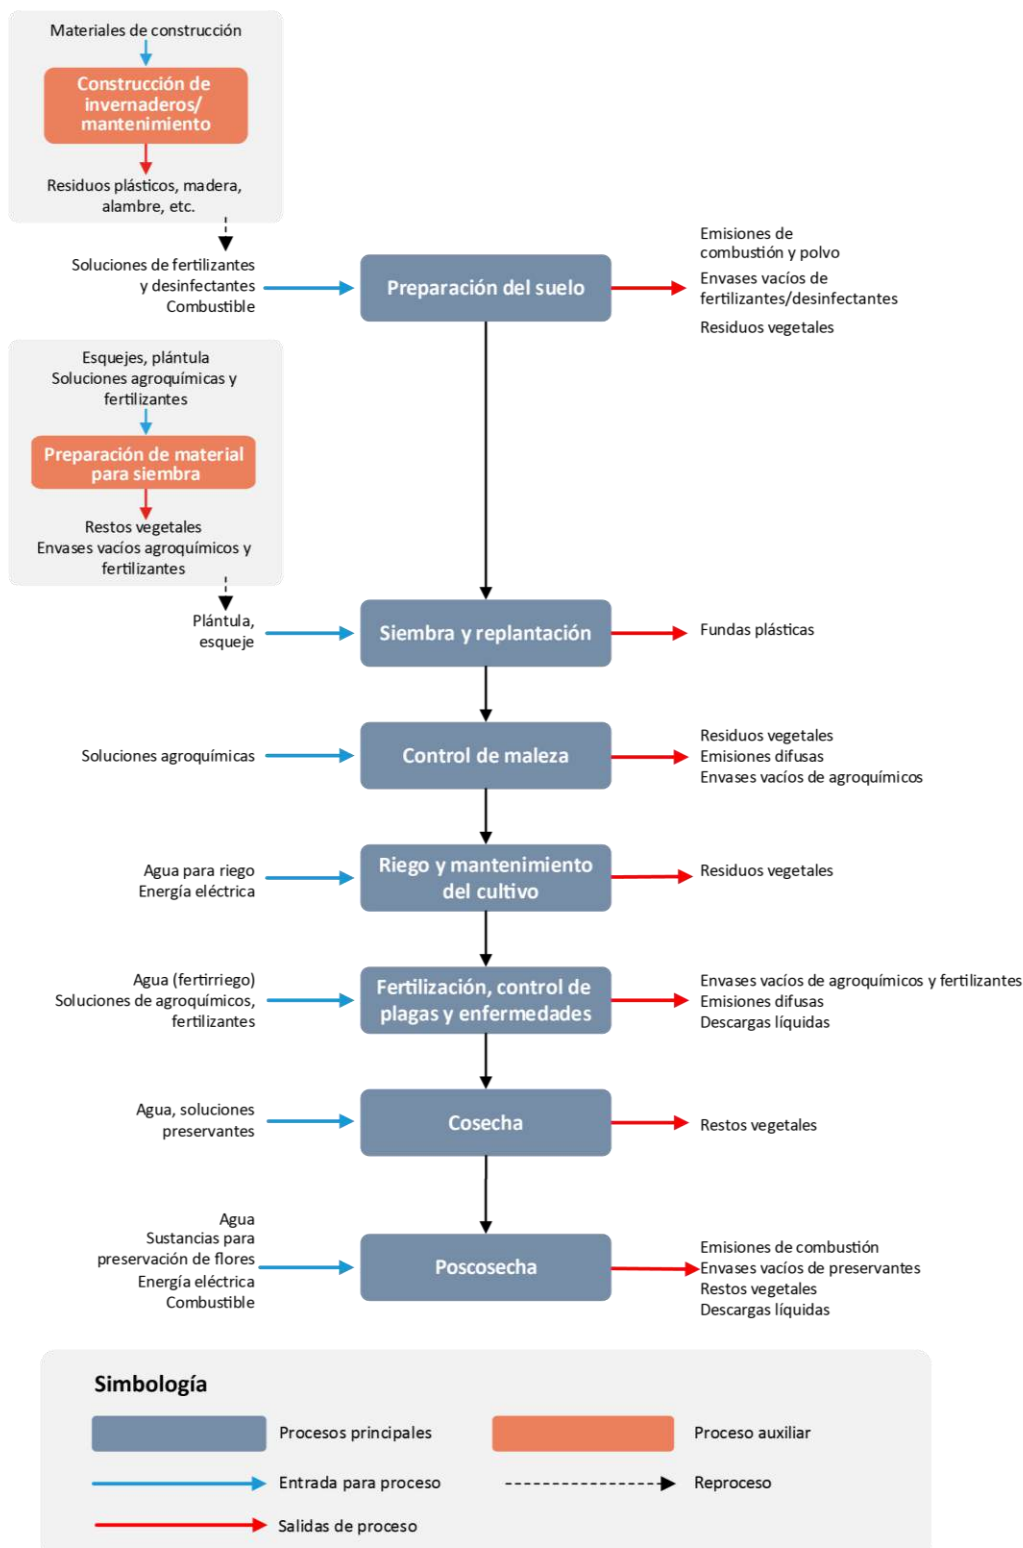 Materiales de construcción
Construcción de
invernaderos/
mantenimiento
Residuos plásticos, madera,
alambre, etc.
Soluciones de fertilizantes
y desinfectantes
Combustible
Preparación del suelo
Emisiones de
combustión y polvo
Envases vacíos de
fertilizantes/desinfectantes
Residuos vegetales
Esquejes, plántula
Soluciones agroquímicas y
fertilizantes
Preparación de material
para siembra
Restos vegetales
Envases vacíos agroquímicos y
fertilizantes
Plántula,
esqueje
Siembra y replantación
Fundas plásticas
Soluciones agroquímicas
Control de maleza
Residuos vegetales
Emisiones difusas
Envases vacíos de agroquímicos
Agua para riego
Energía eléctrica
Riego y mantenimiento
del cultivo
Residuos vegetales
Agua (fertirriego)
Soluciones de agroquímicos,
fertilizantes
Fertilización, control de
plagas y enfermedades
Envases vacíos de agroquímicos y fertilizantes
Emisiones difusas
Descargas líquidas
Agua, soluciones
preservantes
Cosecha
Restos vegetales
Agua
Sustancias para
preservación de flores
Energía eléctrica
Combustible
Poscosecha
Emisiones de combustión
Envases vacíos de preservantes
Restos vegetales
Descargas líquidas
Simbología
Procesos principales
Proceso auxiliar
Entrada para proceso
Reproceso
Salidas de proceso